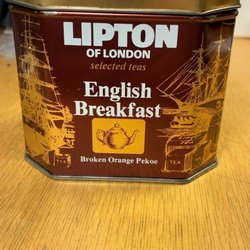 LIPTON
OF LONDON
selected teas
English
Breakfast
Broken Orange Pekoe
TEA